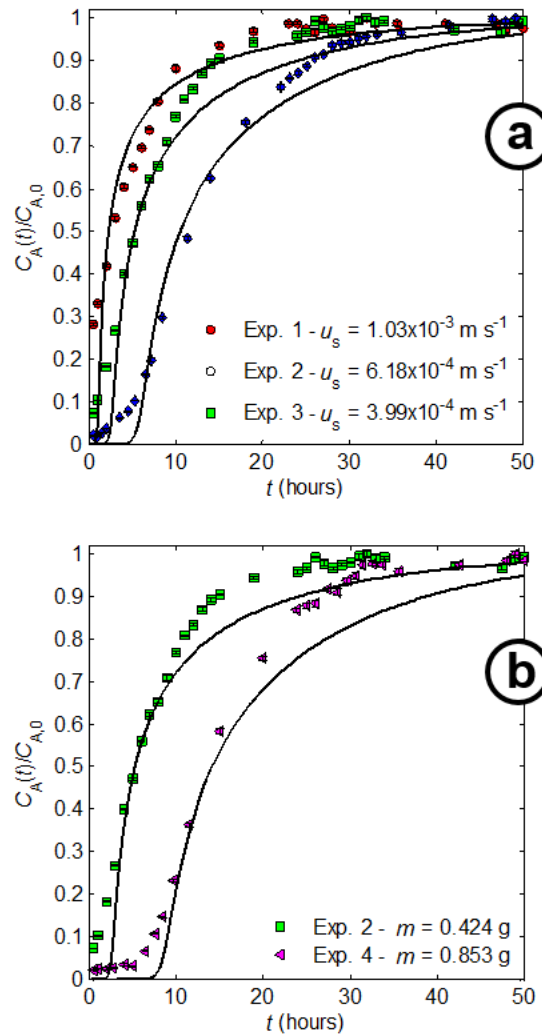 1
0.9
0.8
0.7
0.6
0.5
0.4
0.3
0.2
0.1
0
C_A(t)/C_A,0
a
Exp. 1 - u_s = 1.03x10^-3 m s^-1
Exp. 2 - u_s = 6.18x10^-4 m s^-1
Exp. 3 - u_s = 3.99x10^-4 m s^-1
0 10 20 30 40 50
t (hours)
1
0.9
0.8
0.7
0.6
0.5
0.4
0.3
0.2
0.1
0
C_A(t)/C_A,0
b
Exp. 2 - m = 0.424 g
Exp. 4 - m = 0.853 g
0 10 20 30 40 50
t (hours)